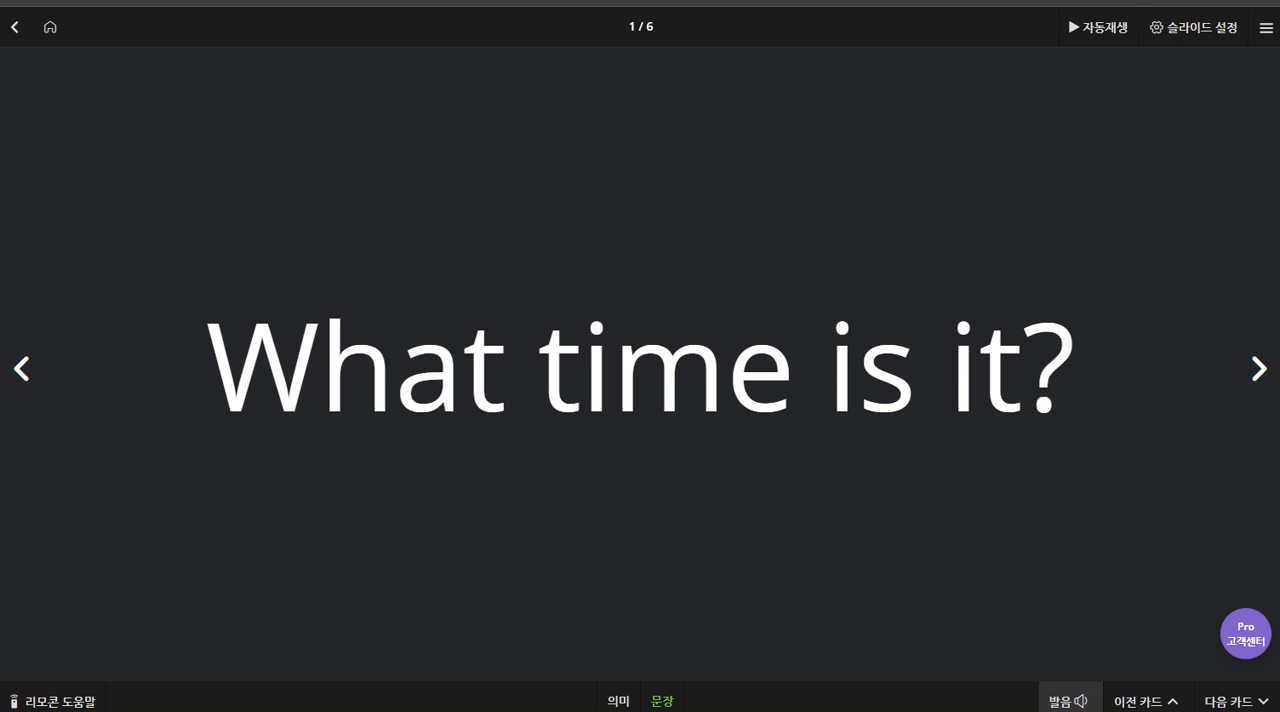 1 / 6
자동재생
슬라이드 설정
What time is it?
Pro
고객센터
리모콘 도움말
의미
문장
발음
이전 카드
다음 카드